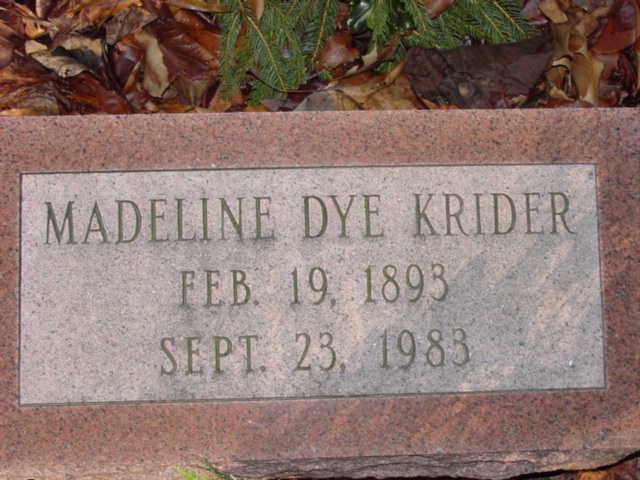 MADELINE DYE KRIDER
FEB. 19, 1893
SEPT. 23, 1983